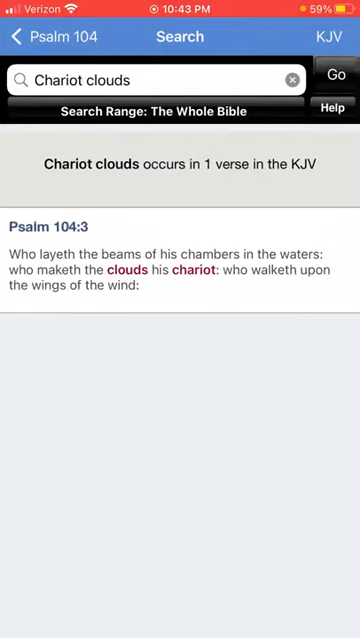 Verizon 10:43 PM 59%
Psalm 104 Search KJV
Chariot clouds Go
Search Range: The Whole Bible Help
Chariot clouds occurs in 1 verse in the KJV
Psalm 104:3
Who layeth the beams of his chambers in the waters:
who maketh the clouds his chariot: who walketh upon
the wings of the wind: